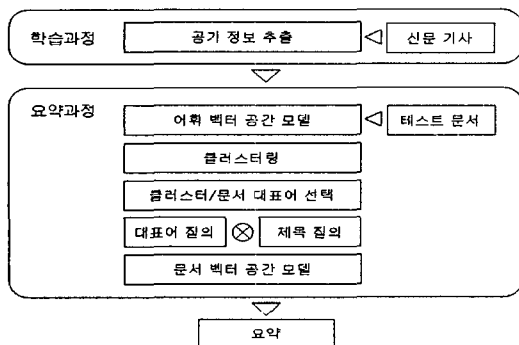 학습과정
공기 정보 추출
신문 기사
요약과정
어휘 벡터 공간 모델
테스트 문서
클러스터링
클러스터/문서 대표어 선택
대표어 질의 ⊗ 제목 질의
문서 벡터 공간 모델
요약